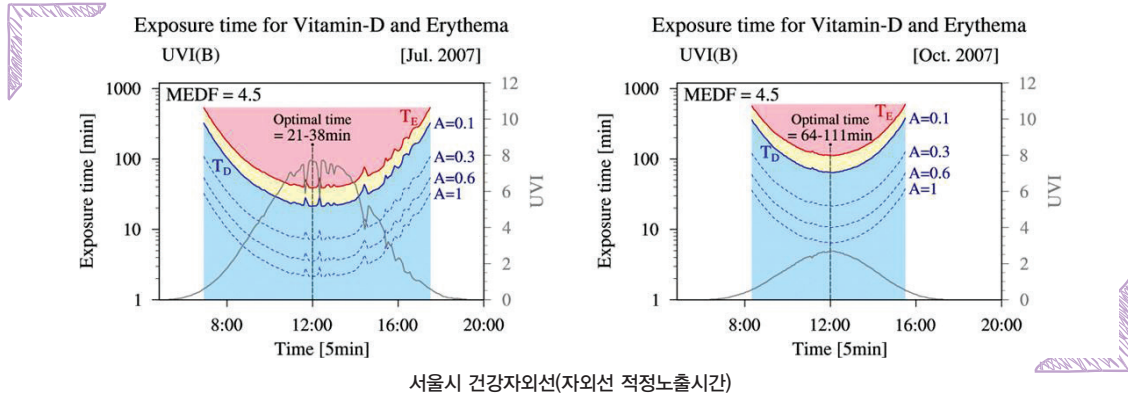 Exposure time for Vitamin-D and Erythema
UVI(B) [Jul. 2007]
MEDF = 4.5
Optimal time
= 21-38min
T_E
T_D
A=0.1
A=0.3
A=0.6
A=1
Exposure time [min]
1000
100
10
1
UVI
12
10
8
6
4
2
0
8:00 12:00 16:00 20:00
Time [5min]
Exposure time for Vitamin-D and Erythema
UVI(B) [Oct. 2007]
MEDF = 4.5
Optimal time
= 64-111min
T_E
T_D
A=0.1
A=0.3
A=0.6
A=1
Exposure time [min]
1000
100
10
1
UVI
12
10
8
6
4
2
0
8:00 12:00 16:00 20:00
Time [5min]
서울시 건강자외선(자외선 적정노출시간)